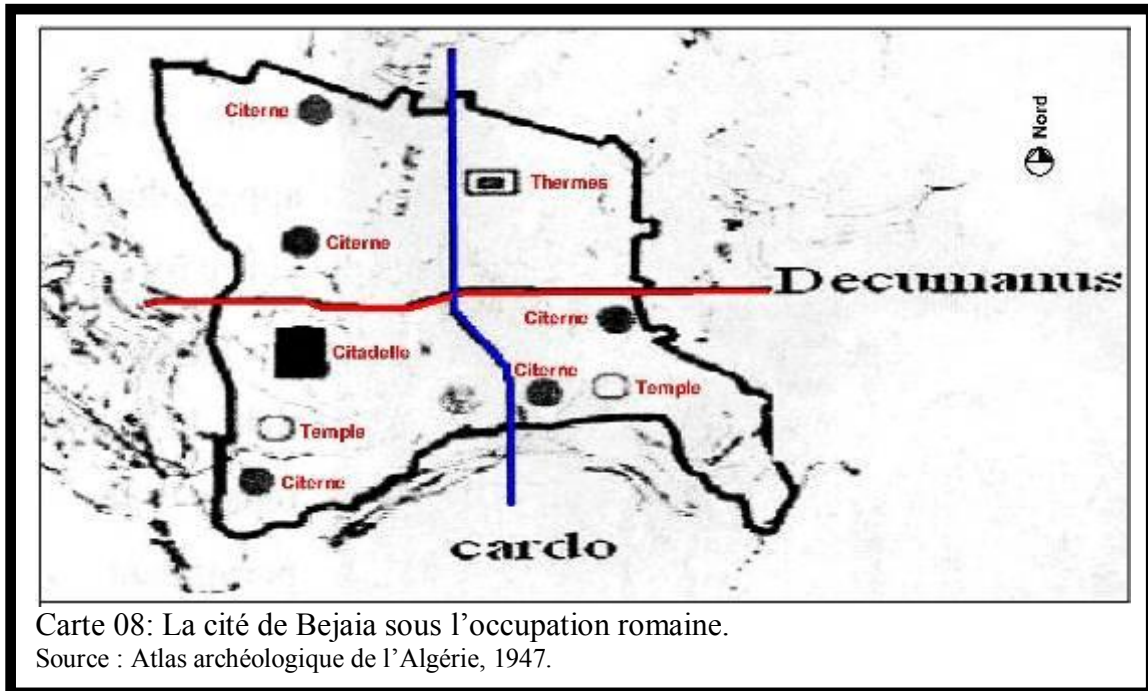 Citerne
Nord
Thermes
Citerne
Decumanus
Citerne
Citadelle
Citerne
Temple
Temple
Citerne
cardo
Carte 08: La cité de Bejaia sous l’occupation romaine.
Source : Atlas archéologique de l’Algérie, 1947.